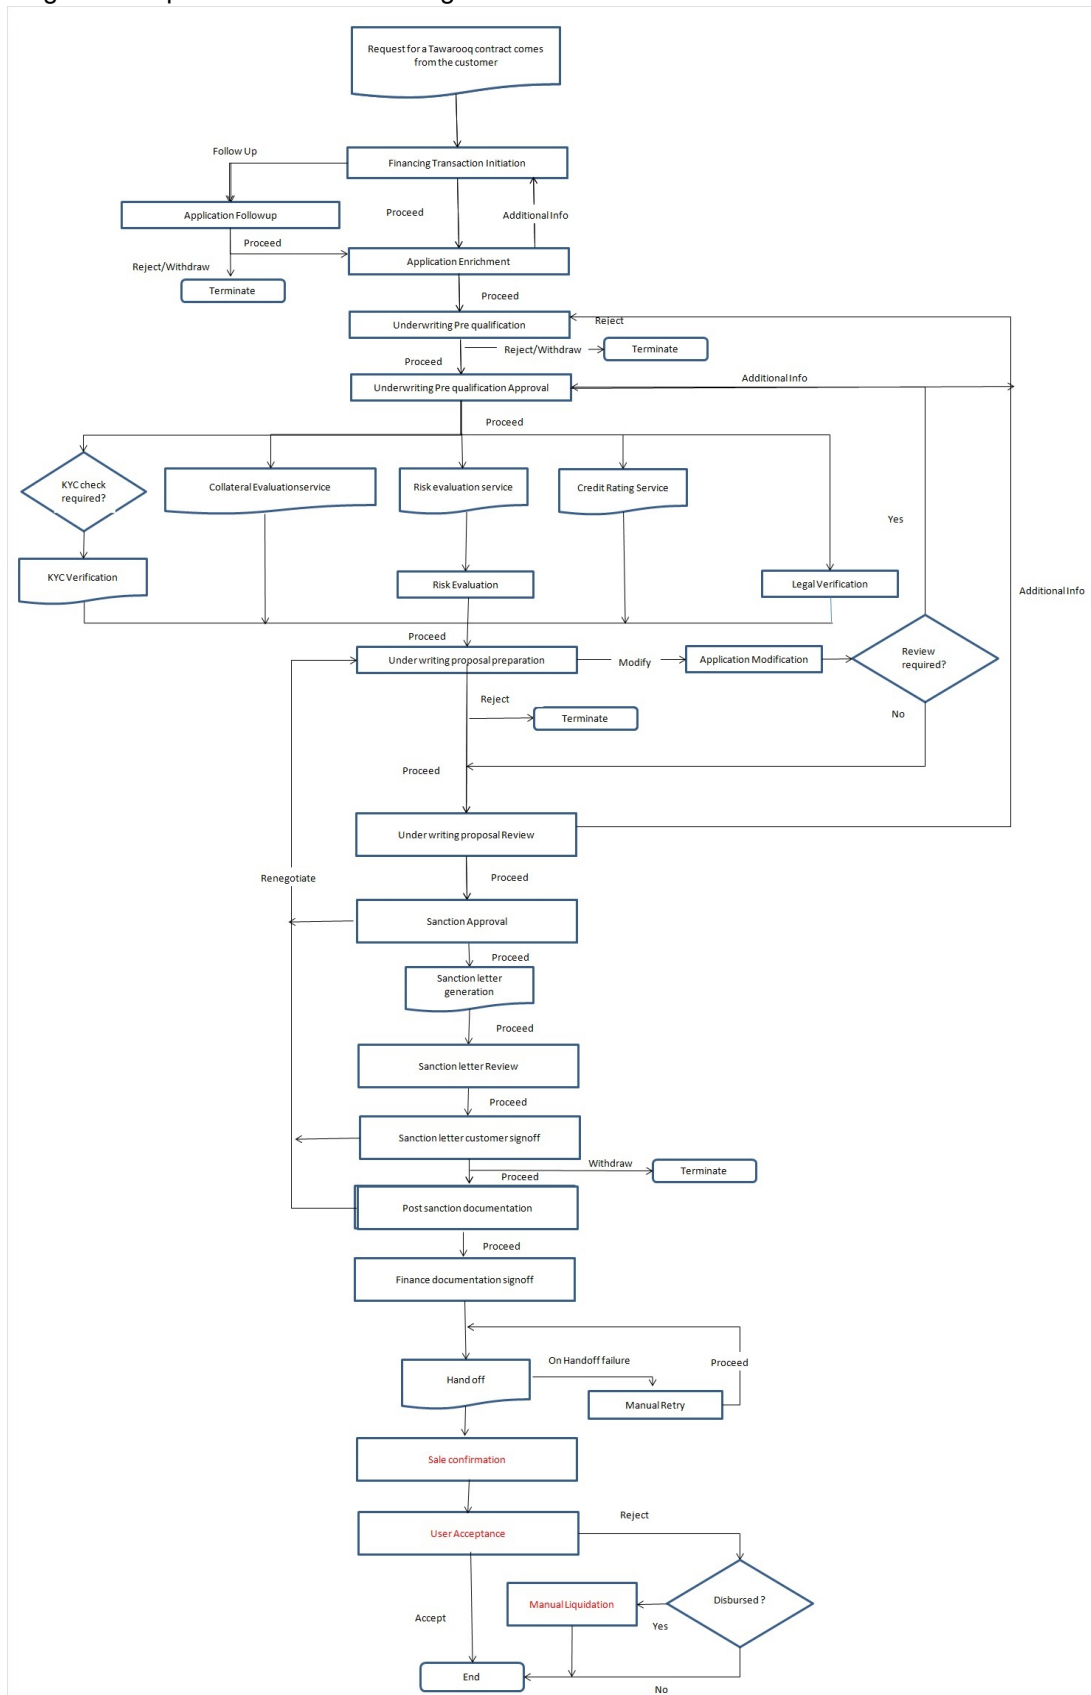 Request for a Tawarooq contract comes
from the customer
Follow Up
Financing Transaction Initiation
Application Followup
Proceed
Additional Info
Proceed
Application Enrichment
Reject/Withdraw
Terminate
Proceed
Underwriting Pre qualification
Reject
Reject/Withdraw
Terminate
Proceed
Underwriting Pre qualification Approval
Additional Info
Proceed
KYC check
required?
Collateral Evaluationservice
Risk evaluation service
Credit Rating Service
Yes
KYC Verification
Risk Evaluation
Legal Verification
Additional Info
Proceed
Under writing proposal preparation
Modify
Application Modification
Review
required?
Reject
Terminate
No
Proceed
Under writing proposal Review
Renegotiate
Proceed
Sanction Approval
Proceed
Sanction letter
generation
Proceed
Sanction letter Review
Proceed
Sanction letter customer signoff
Withdraw
Terminate
Proceed
Post sanction documentation
Proceed
Finance documentation signoff
On Handoff failure
Proceed
Hand off
Manual Retry
Sale confirmation
Reject
User Acceptance
Manual Liquidation
Disbursed ?
Accept
Yes
End
No